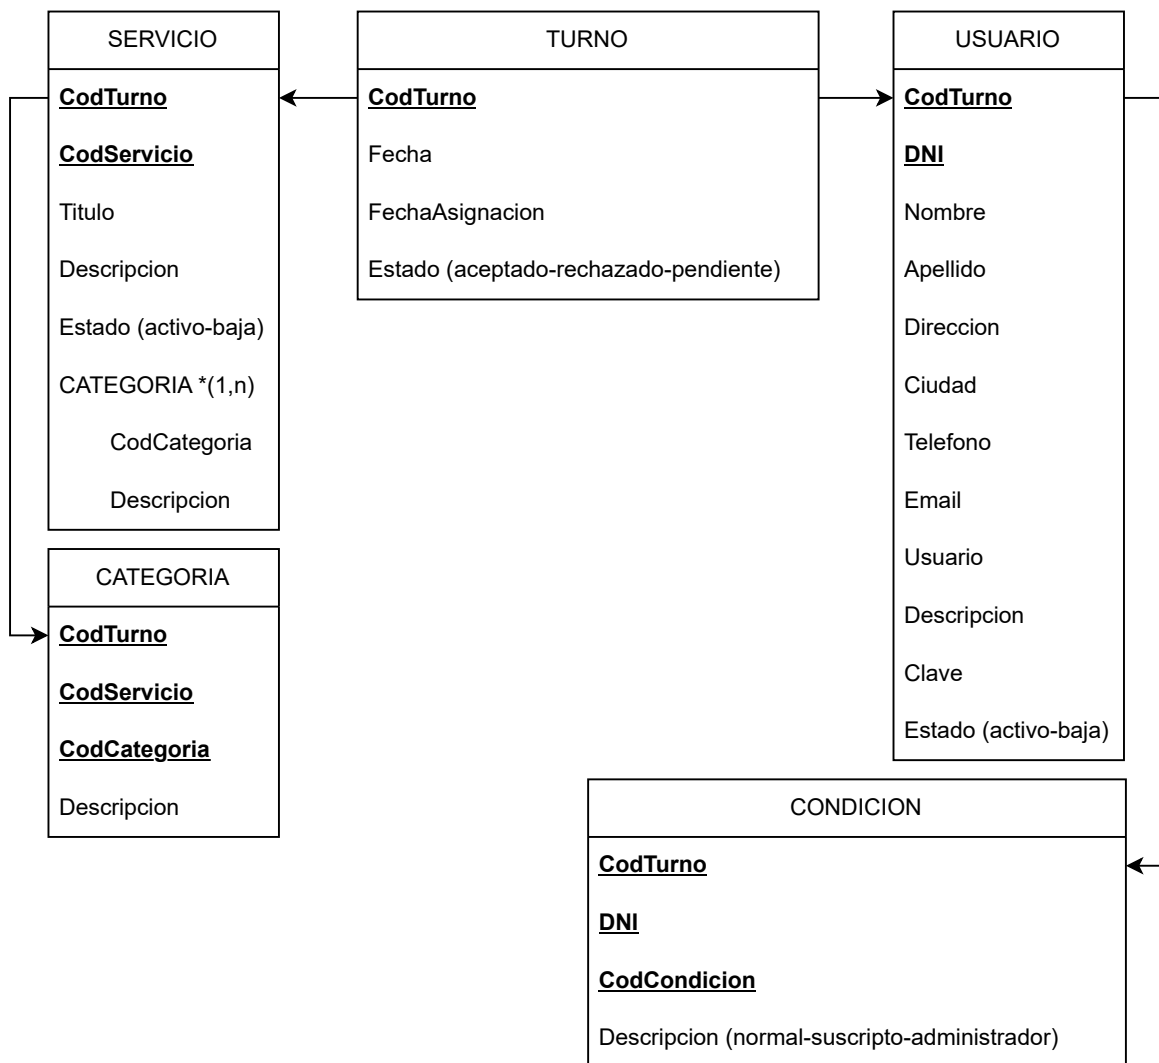 SERVICIO
CodTurno
CodServicio
Titulo
Descripcion
Estado (activo-baja)
CATEGORIA *(1,n)
CodCategoria
Descripcion
TURNO
CodTurno
Fecha
FechaAsignacion
Estado (aceptado-rechazado-pendiente)
USUARIO
CodTurno
DNI
Nombre
Apellido
Direccion
Ciudad
Telefono
Email
Usuario
Descripcion
Clave
Estado (activo-baja)
CATEGORIA
CodTurno
CodServicio
CodCategoria
Descripcion
CONDICION
CodTurno
DNI
CodCondicion
Descripcion (normal-suscripto-administrador)